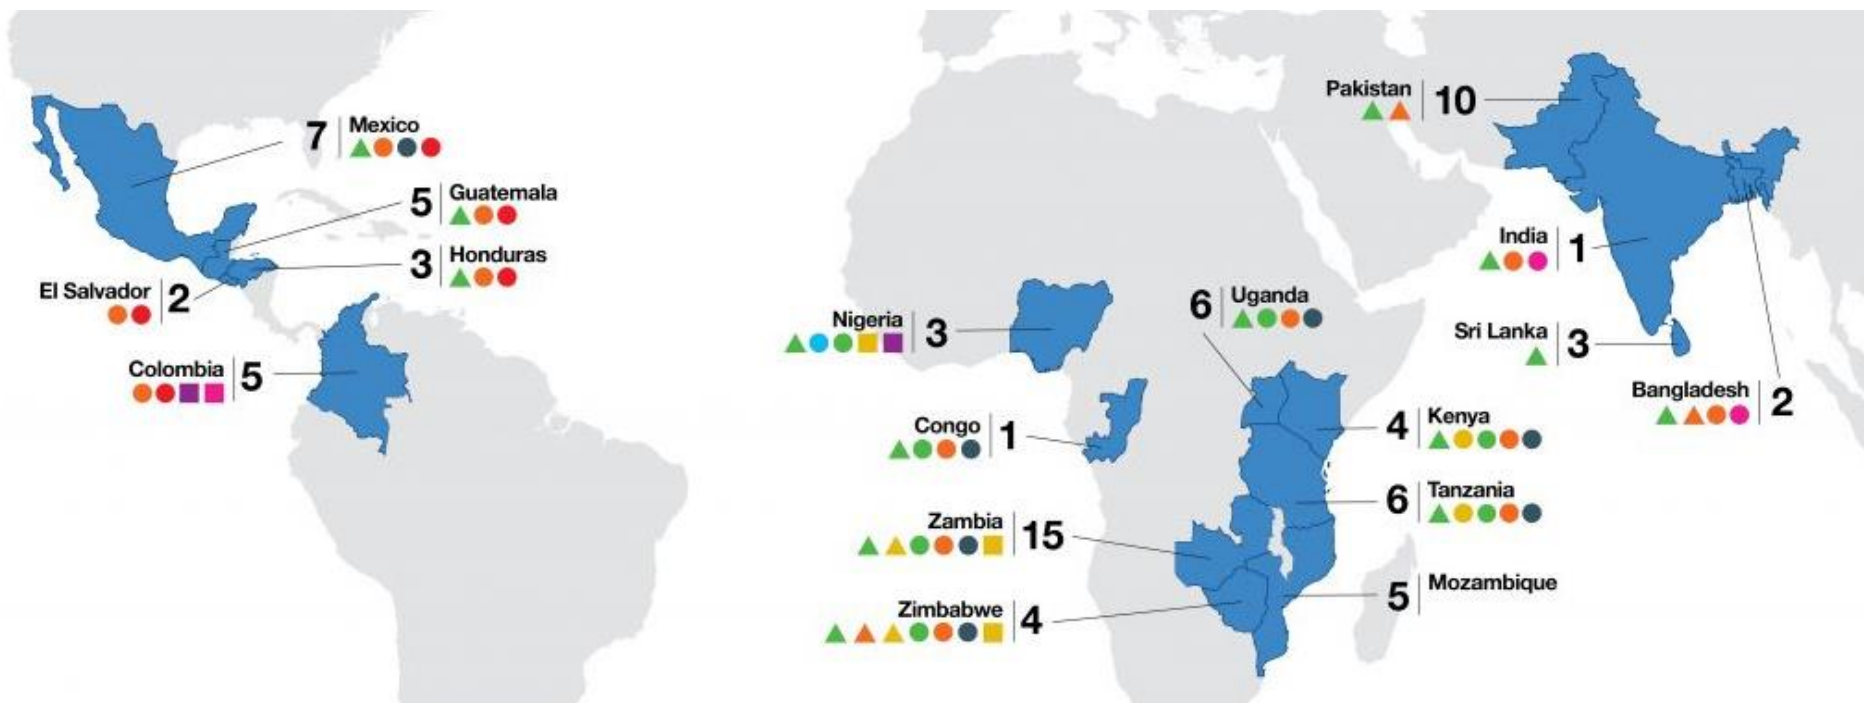 7 Mexico
5 Guatemala
3 Honduras
El Salvador 2
Colombia 5
Nigeria 3
Congo 1
Zambia 15
Zimbabwe 4
6 Uganda
4 Kenya
6 Tanzania
5 Mozambique
Pakistan 10
India 1
Sri Lanka 3
Bangladesh 2